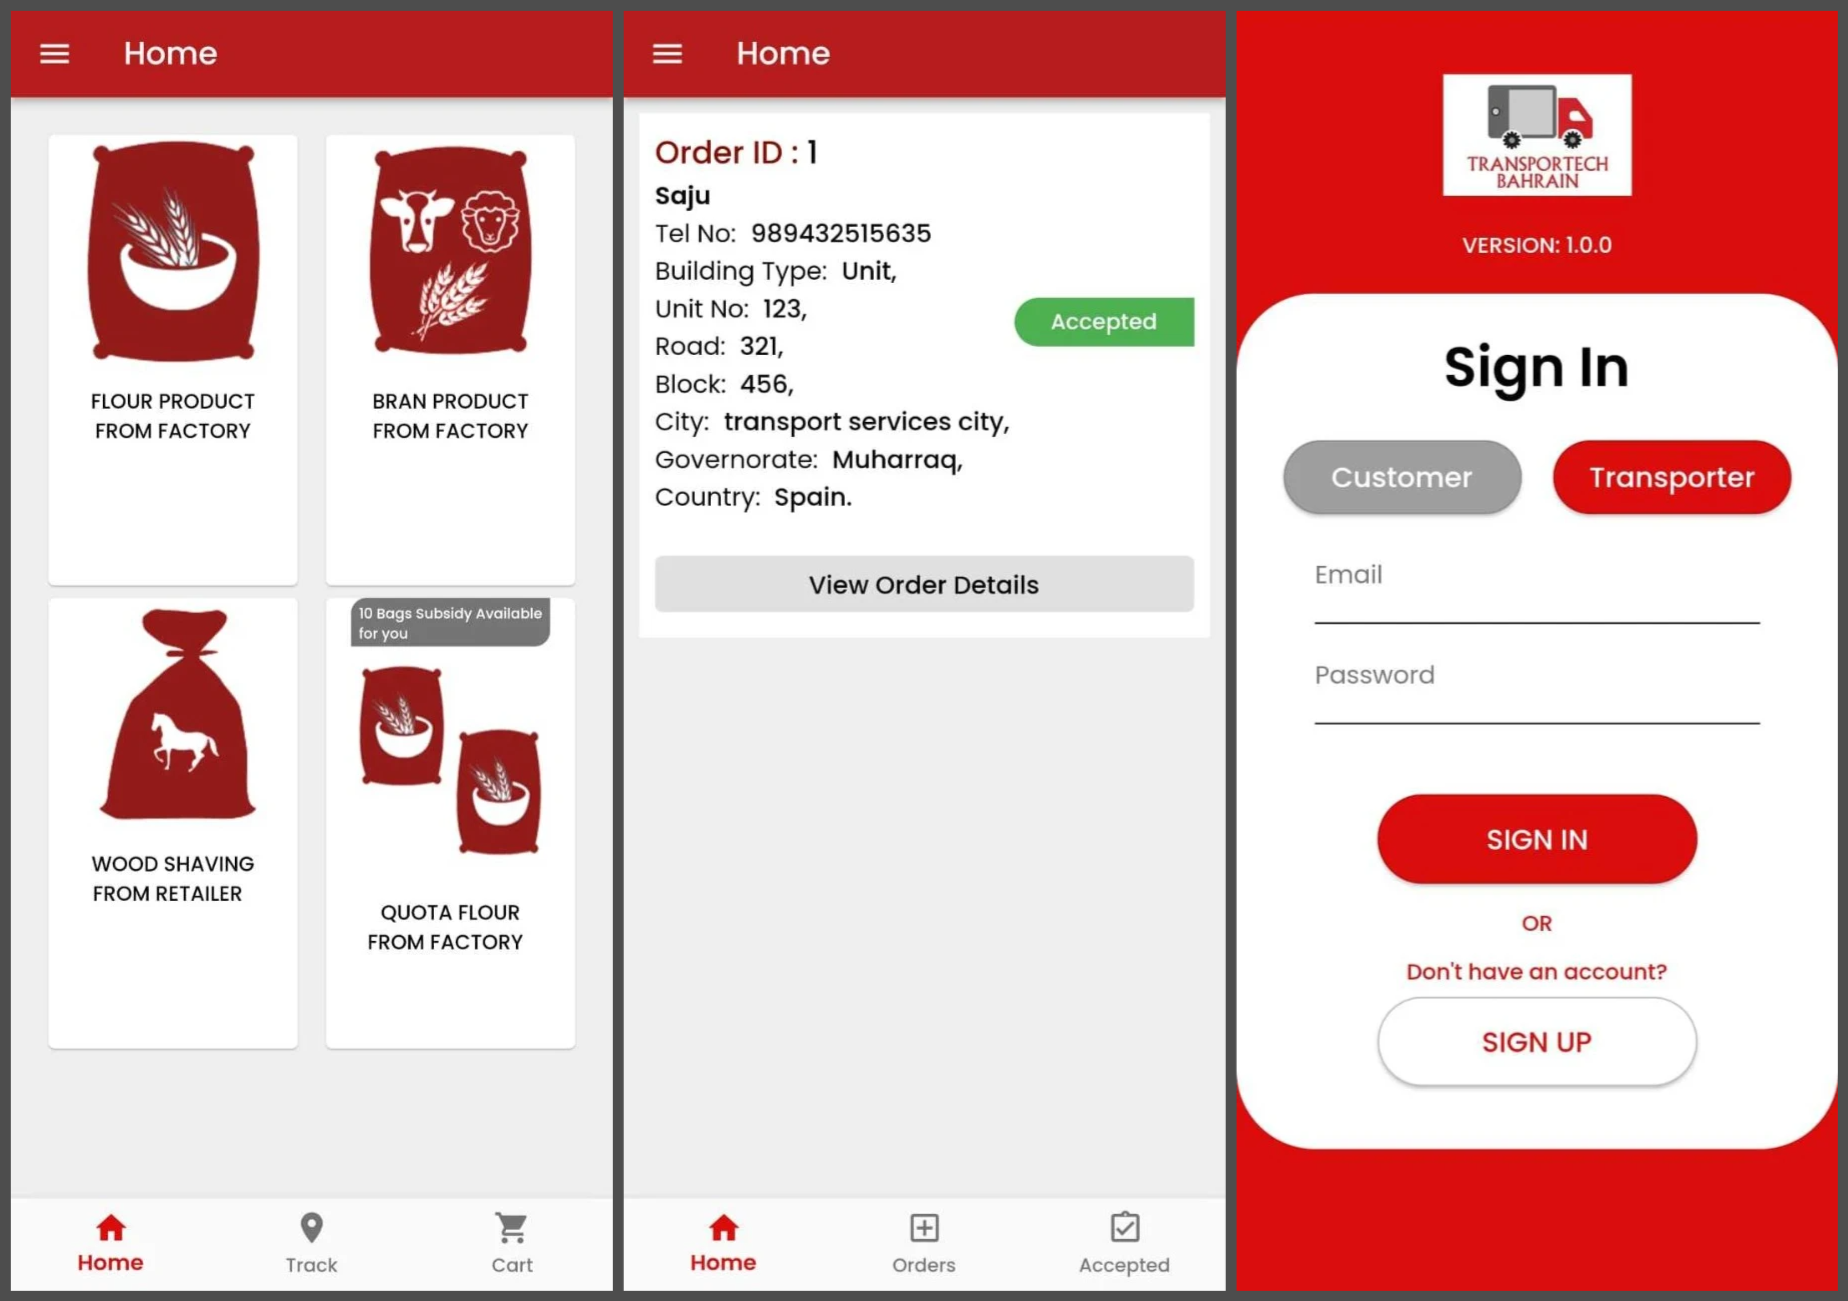 Home
FLOUR PRODUCT
FROM FACTORY
BRAN PRODUCT
FROM FACTORY
WOOD SHAVING
FROM RETAILER
10 Bags Subsidy Available
for you
QUOTA FLOUR
FROM FACTORY
Home
Track
Cart
Home
Order ID : 1
Saju
Tel No: 989432515635
Building Type: Unit,
Unit No: 123,
Road: 321,
Block: 456,
City: transport services city,
Governorate: Muharraq,
Country: Spain.
Accepted
View Order Details
Home
Orders
Accepted
TRANSPORTECH
BAHRAIN
VERSION: 1.0.0
Sign In
Customer
Transporter
Email
Password
SIGN IN
OR
Don't have an account?
SIGN UP